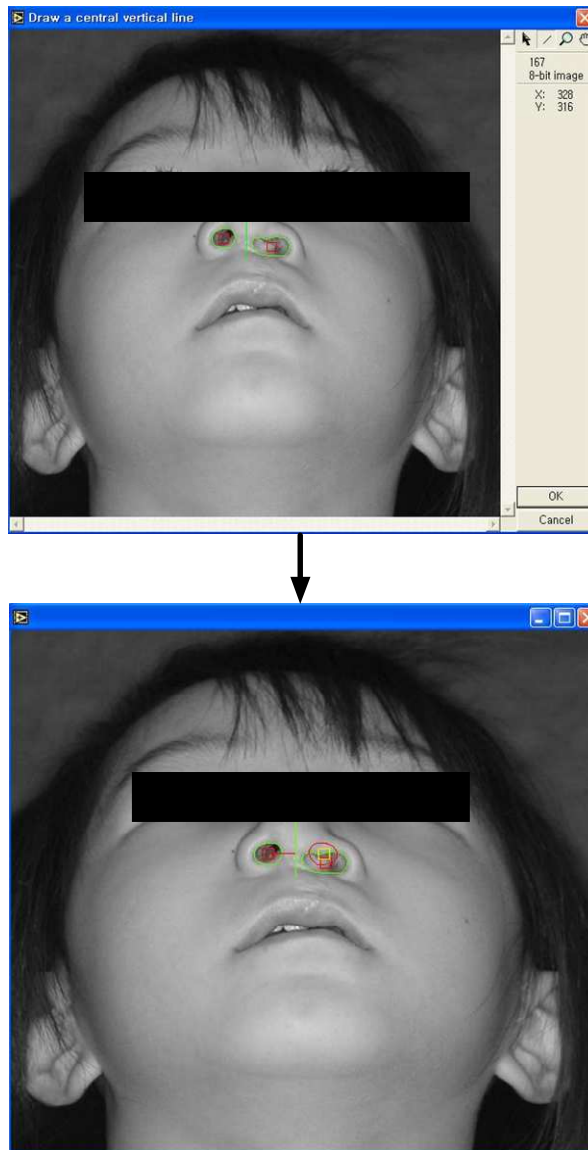 Draw a central vertical line
167
8-bit image
X: 328
Y: 316
OK
Cancel